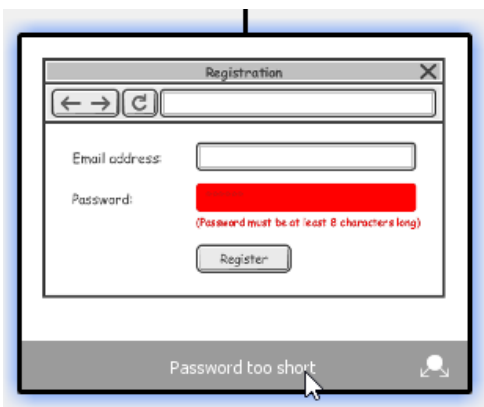 Registration
Email address:
Password:
(Password must be at least 8 characters long)
Register
Password too short